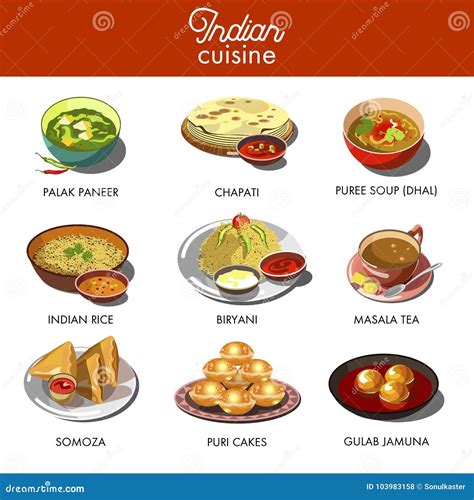 Indian
cuisine
PALAK PANEER
CHAPATI
PUREE SOUP (DHAL)
INDIAN RICE
BIRYANI
MASALA TEA
SOMOZA
PURI CAKES
GULAB JAMUNA
dreamstime.com
ID 103983158 © Sonulkaster